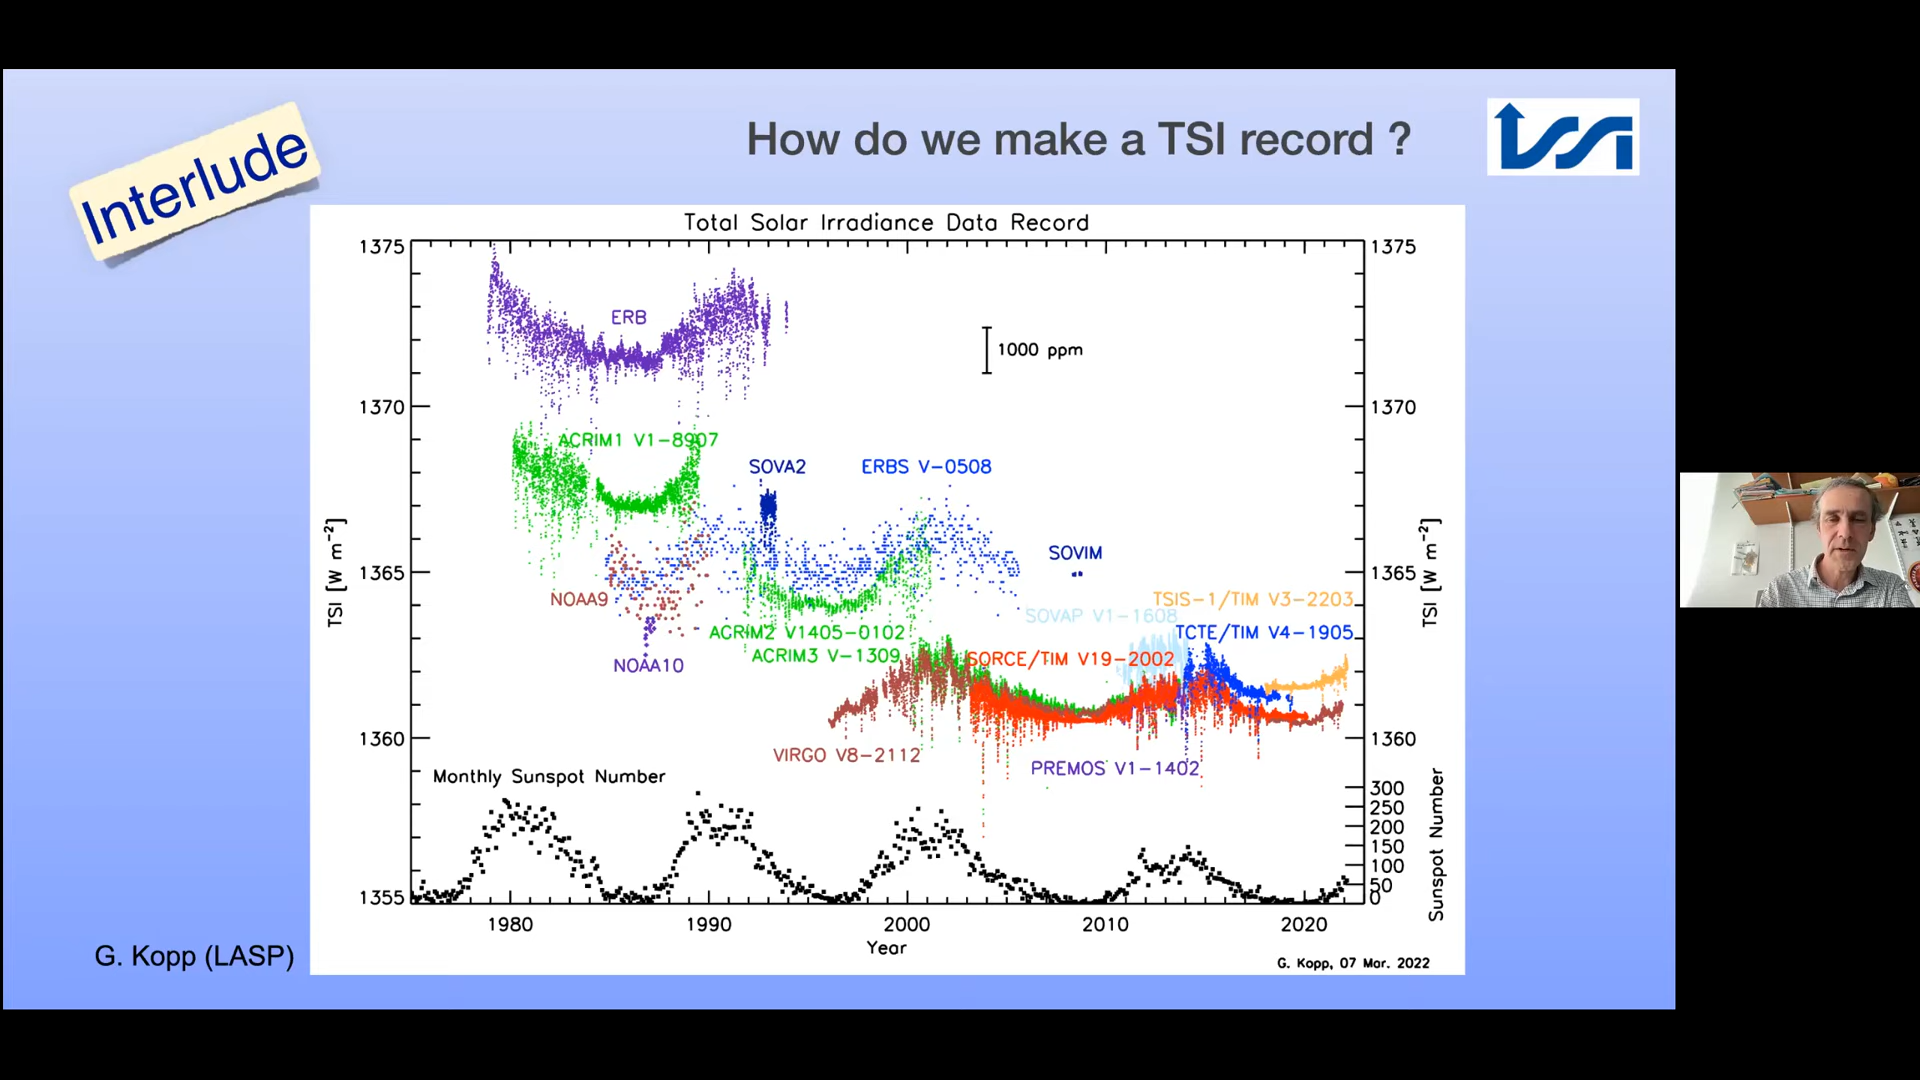 Interlude
How do we make a TSI record ?
ISSI
Total Solar Irradiance Data Record
1375
1375
ERB
1000 ppm
1370
1370
ACRIM1 V1-8907
SOVA2
ERBS V-0508
TSI [W m-2]
TSI [W m-2]
SOVIM
1365
1365
NOAA9
TSIS-1/TIM V3-2203
SOVAP V1-1608
ACRIM2 V1405-0102
TCTE/TIM V4-1905
ACRIM3 V-1309
SORCE/TIM V19-2002
NOAA10
1360
1360
VIRGO V8-2112
PREMOS V1-1402
Monthly Sunspot Number
300
250
200
150
100
50
0
Sunspot Number
1355
1980
1990
2000
2010
2020
Year
G. Kopp (LASP)
G. Kopp, 07 Mar. 2022